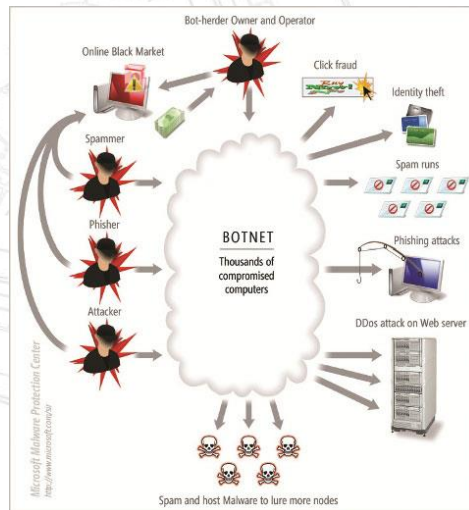 Bot-herder Owner and Operator
Online Black Market
Click fraud
Identity theft
Spammer
Spam runs
BOTNET
Thousands of
compromised
computers
Phisher
Phishing attacks
Attacker
DDos attack on Web server
Spam and host Malware to lure more nodes
Microsoft Malware Protection Center